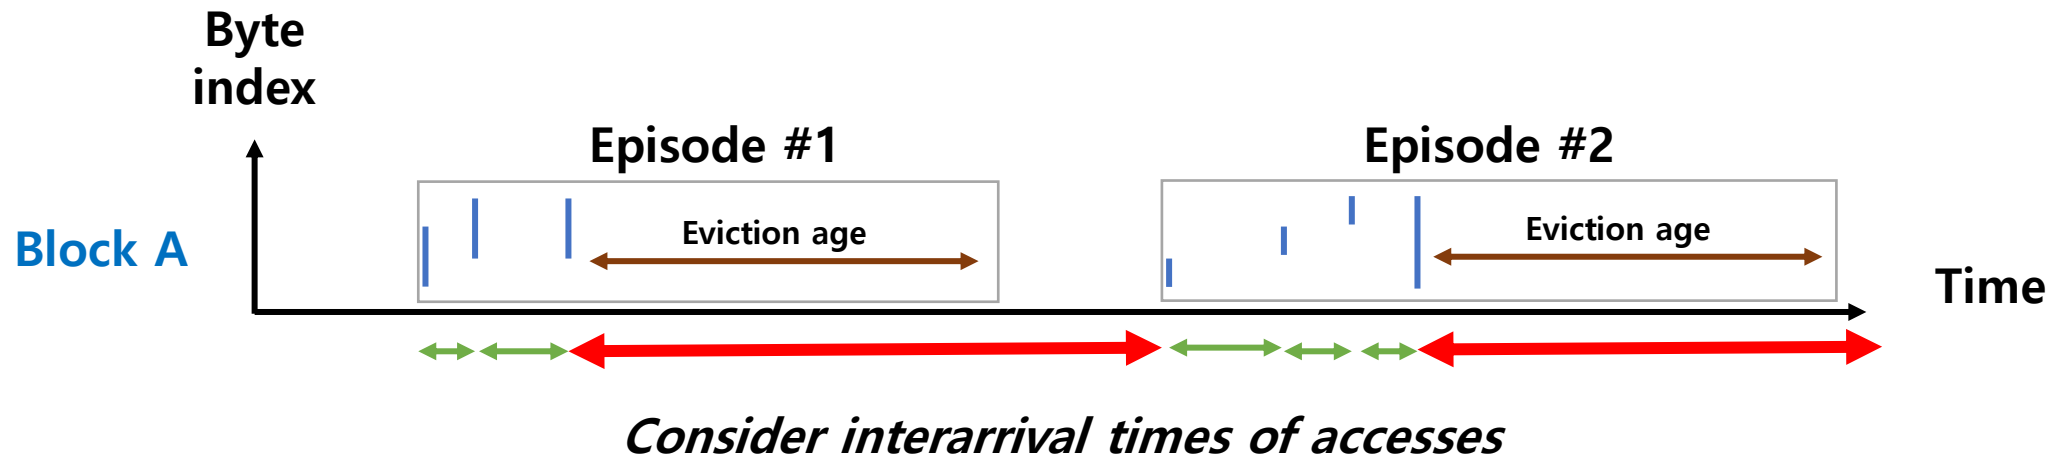 Byte
index
Episode #1
Episode #2
Block A
Eviction age
Eviction age
Time
Consider interarrival times of accesses